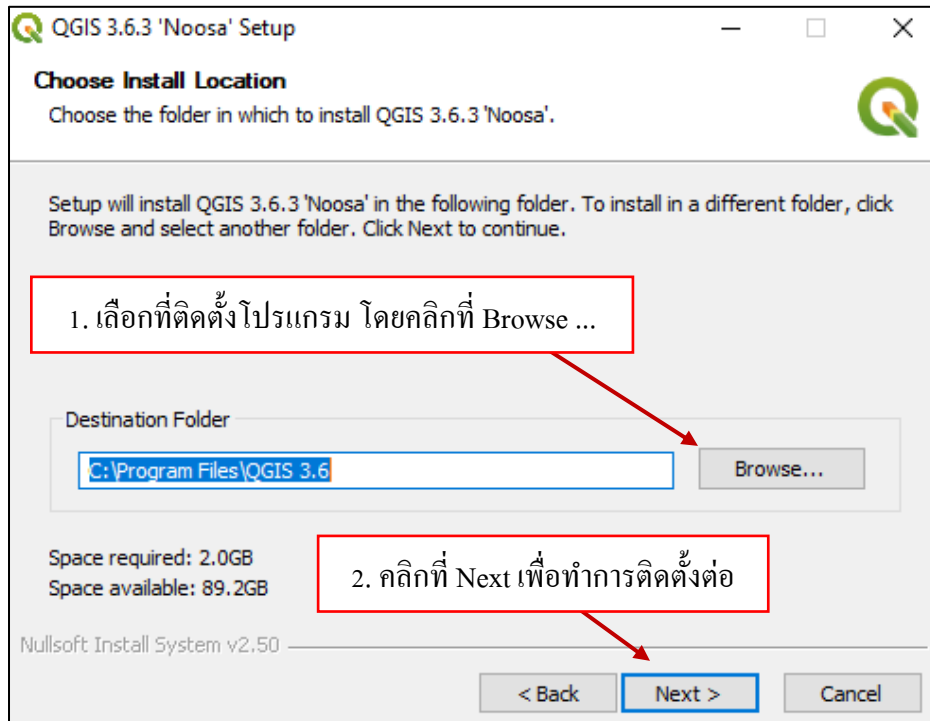 QGIS 3.6.3 'Noosa' Setup
Choose Install Location
Choose the folder in which to install QGIS 3.6.3 'Noosa'.
Setup will install QGIS 3.6.3 'Noosa' in the following folder. To install in a different folder, click
Browse and select another folder. Click Next to continue.
1. เลือกที่ติดตั้งโปรแกรม โดยคลิกที่ Browse ...
Destination Folder
C:\Program Files\QGIS 3.6
Browse...
Space required: 2.0GB
Space available: 89.2GB
2. คลิกที่ Next เพื่อทำการติดตั้งต่อ
Nullsoft Install System v2.50
< Back
Next >
Cancel